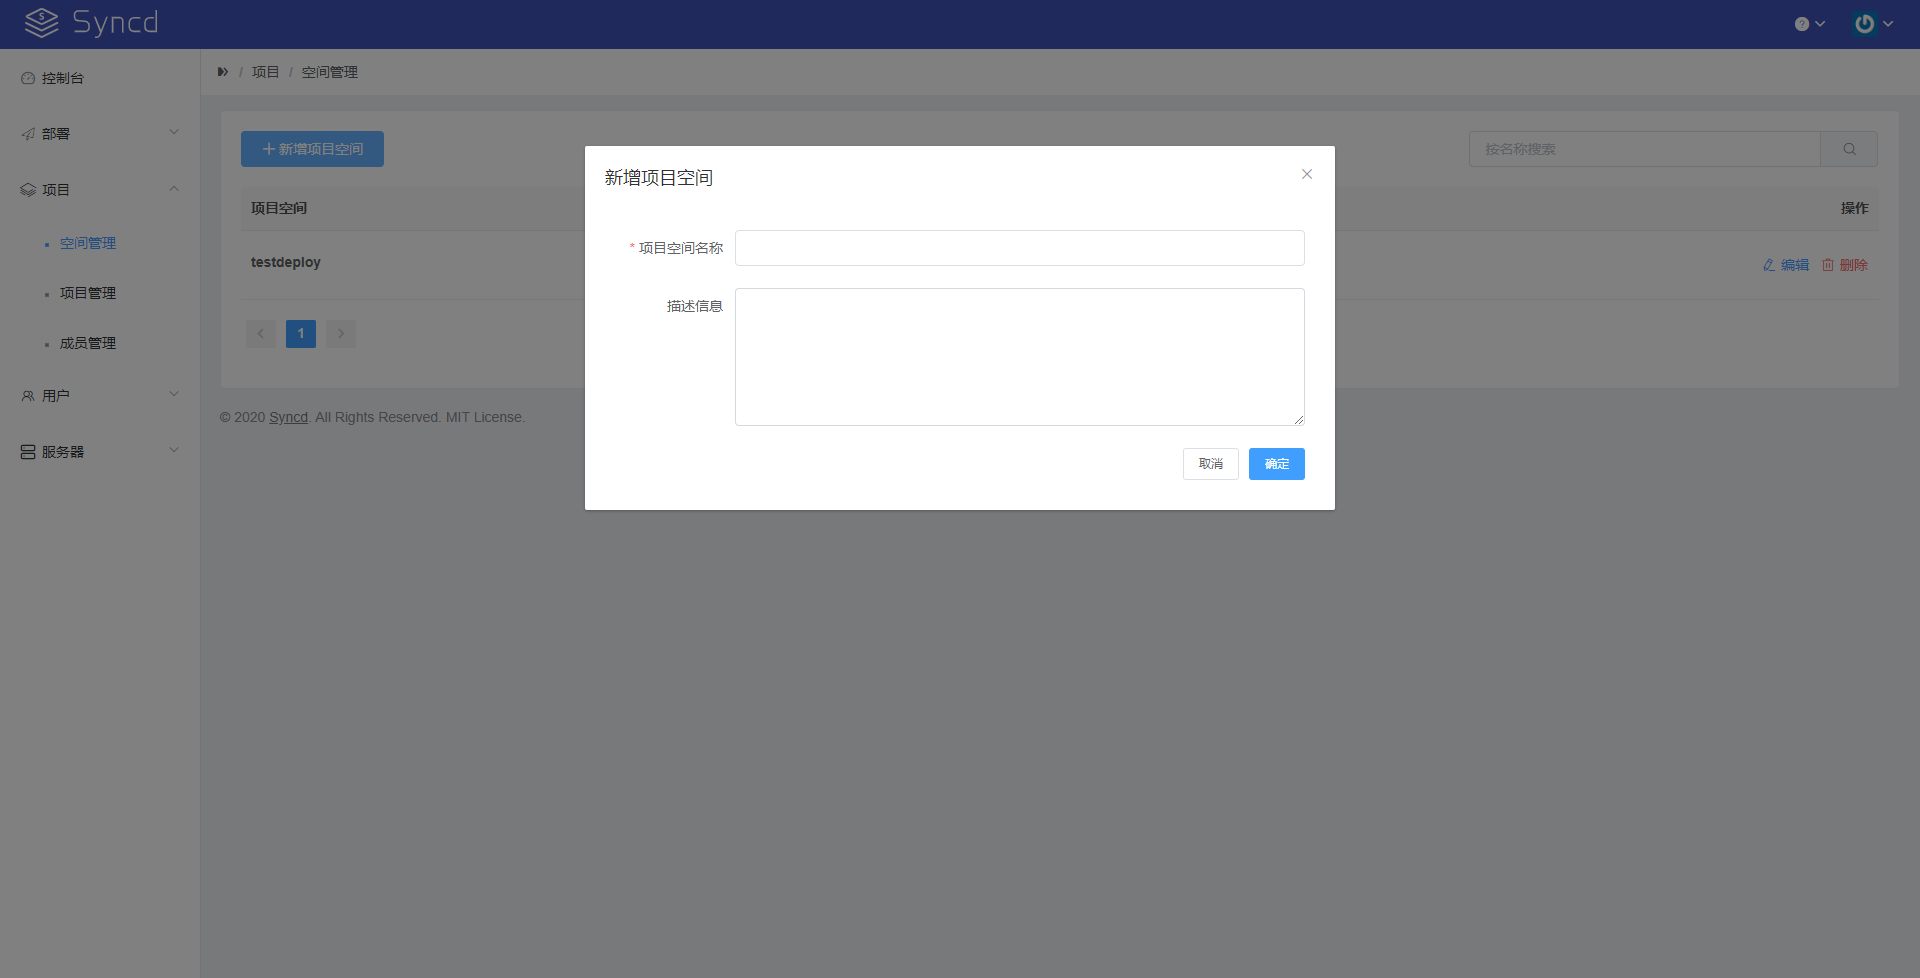 Syncd
控制台
部署
项目
空间管理
项目管理
成员管理
用户
服务器
/ 项目 / 空间管理
新增项目空间
按名称搜索
项目空间
操作
testdeploy
编辑
删除
1
© 2020 Syncd. All Rights Reserved. MIT License.
新增项目空间
* 项目空间名称
描述信息
取消
确定